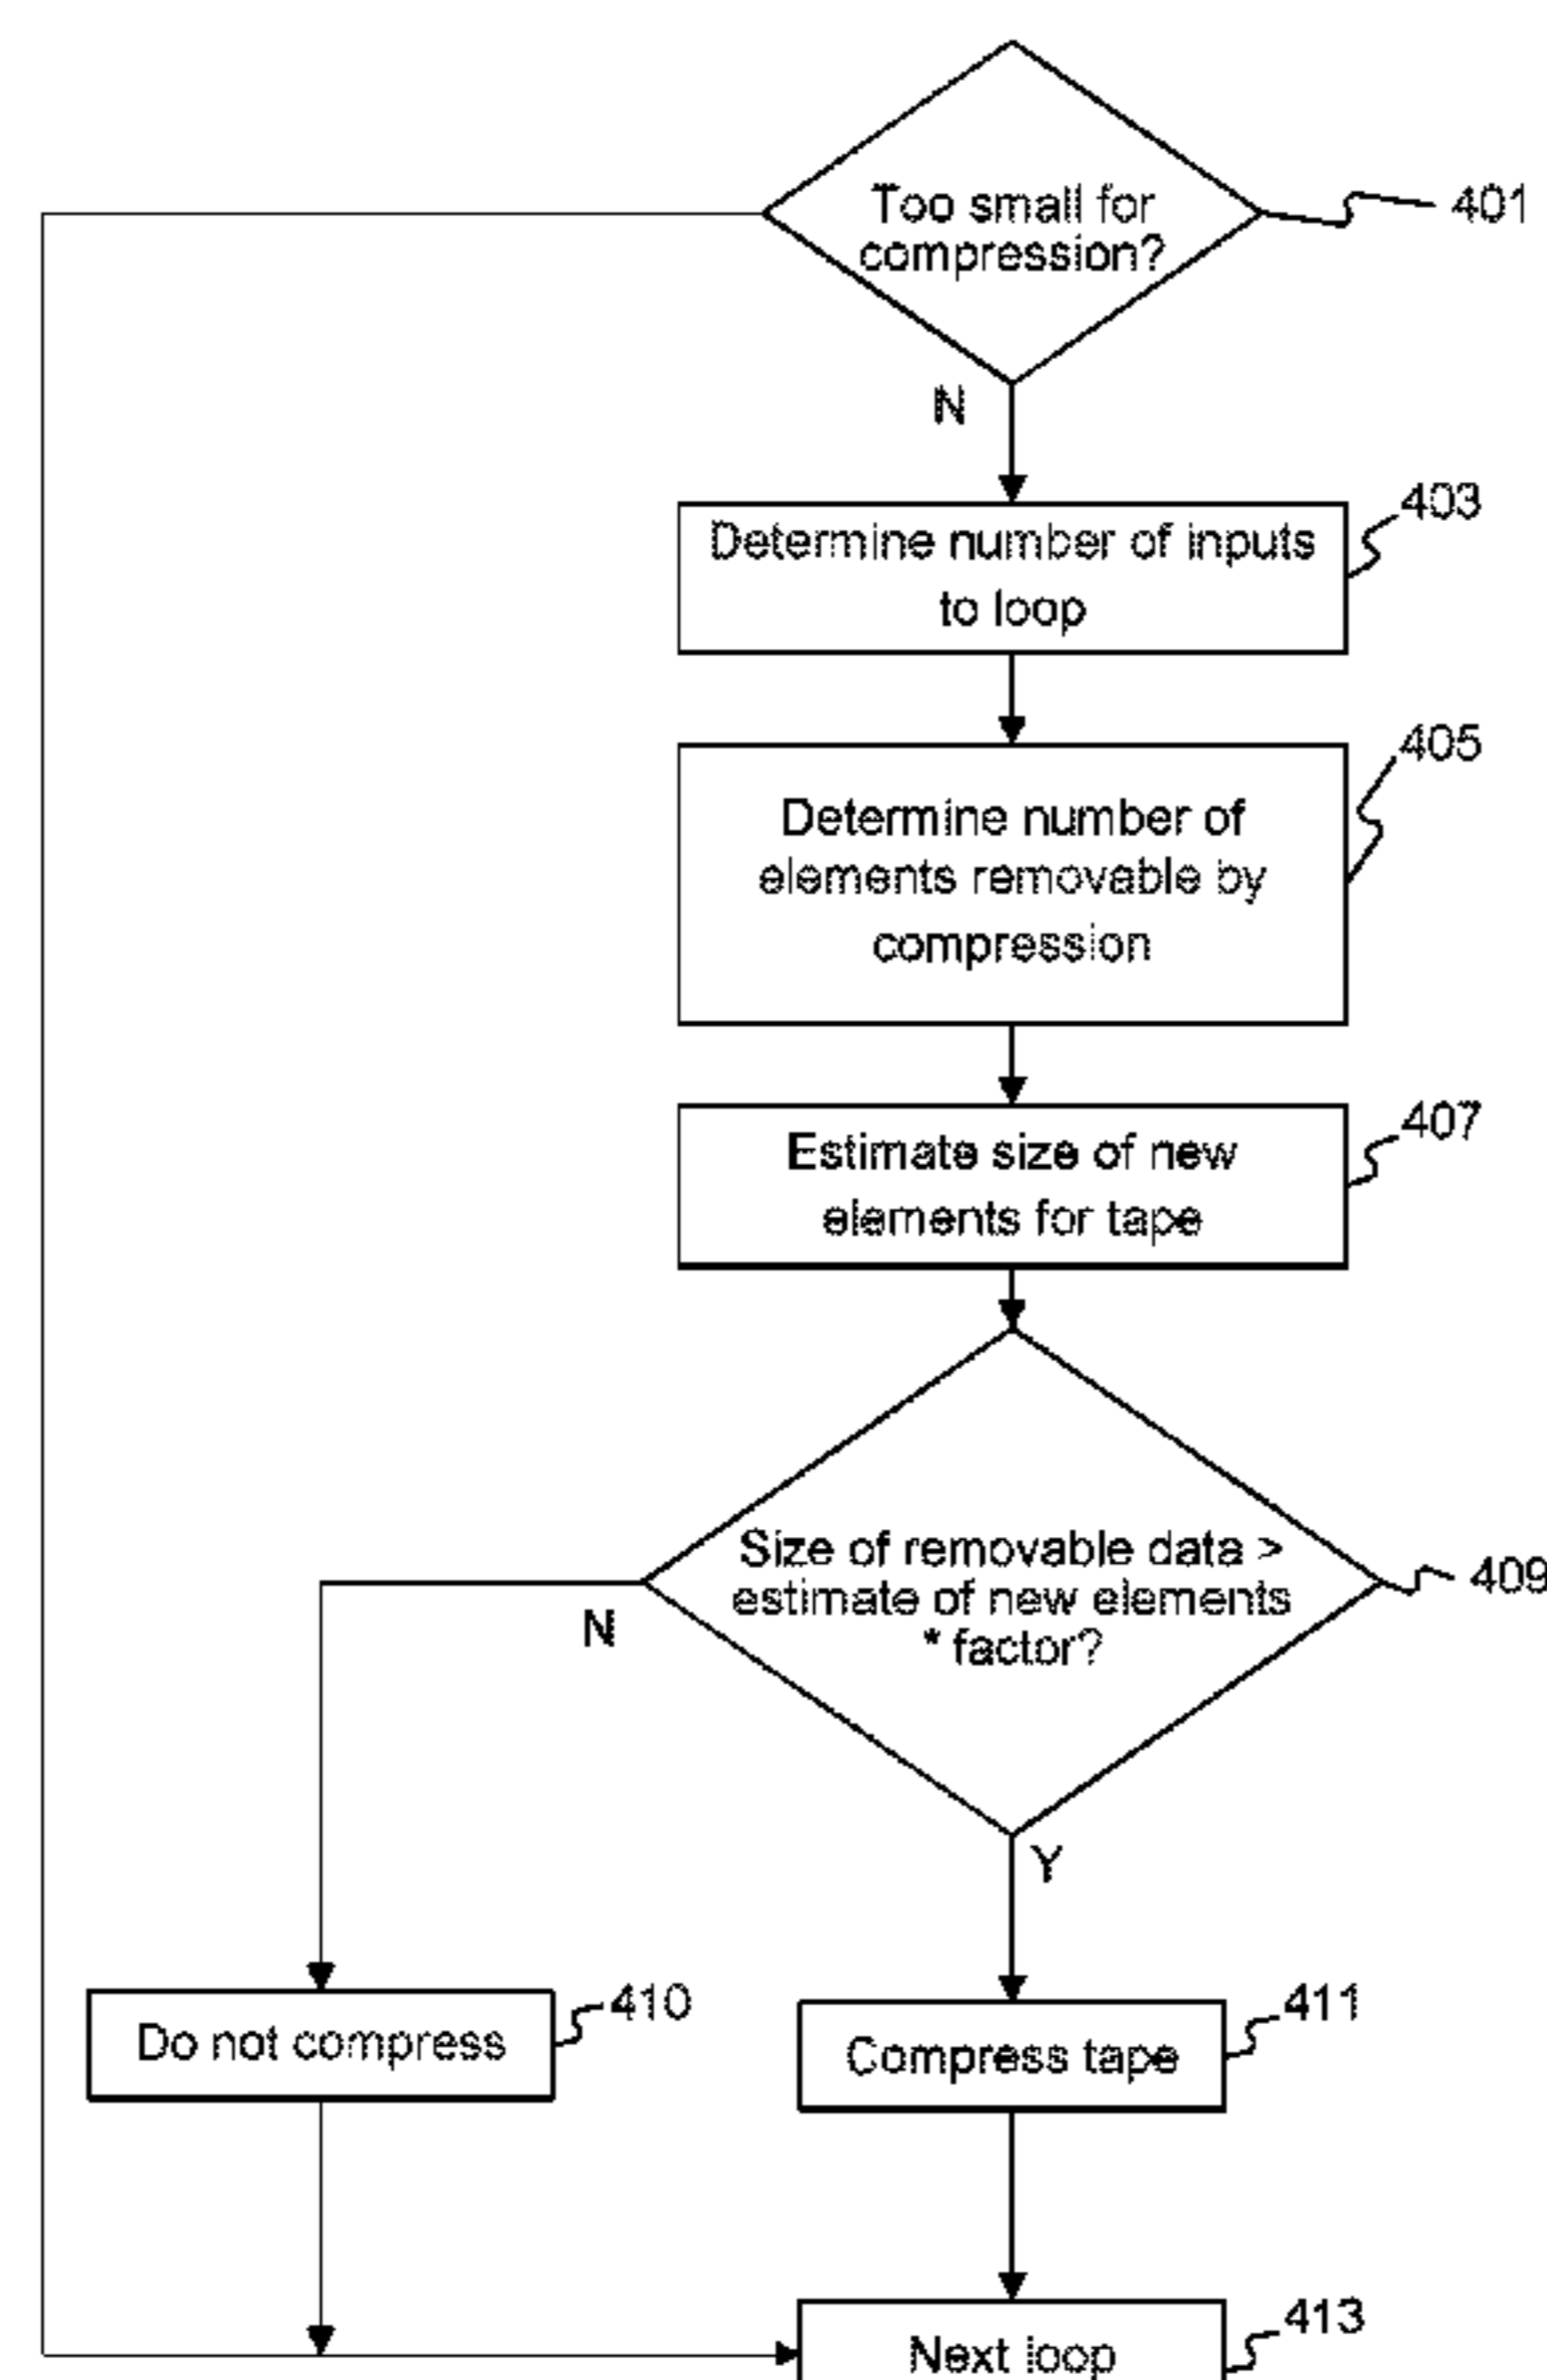 Too small for
compression?
401
N
403
Determine number of inputs
to loop
405
Determine number of
elements removable by
compression
407
Estimate size of new
elements for tape
Size of removable data >
estimate of new elements
* factor?
409
N
Y
410
Do not compress
411
Compress tape
413
Next loop